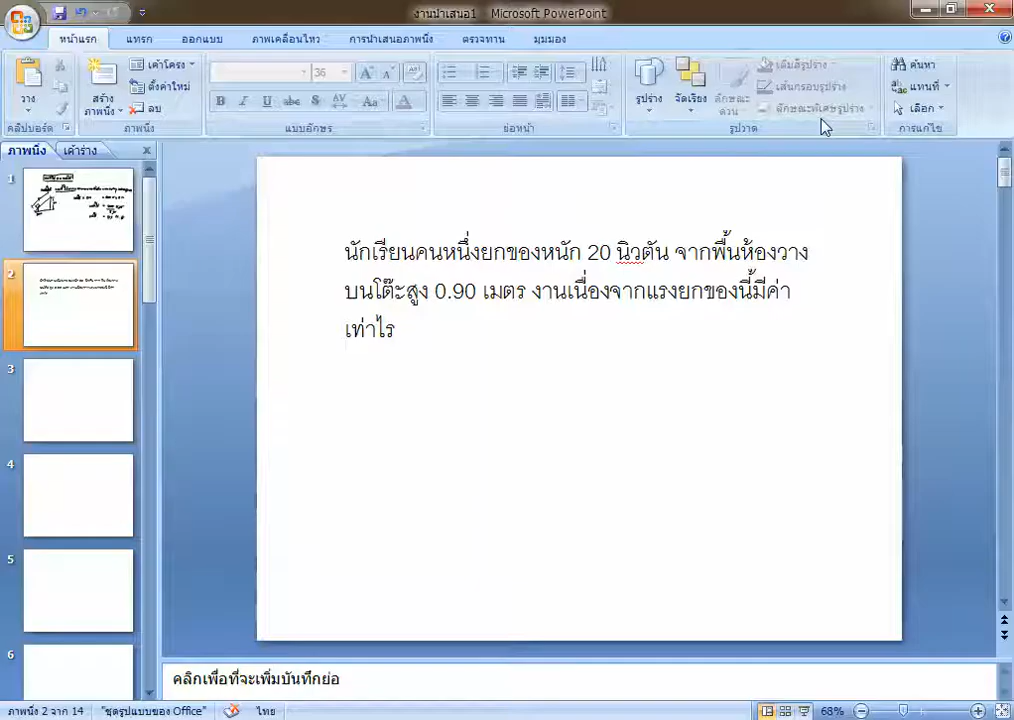 งานนำเสนอ1 Microsoft PowerPoint
หน้าแรก แทรก ออกแบบ ภาพเคลื่อนไหว การนำเสนอภาพนิ่ง ตรวจทาน มุมมอง
วาง
คลิปบอร์ด
สร้าง
ภาพนิ่ง
เค้าโครง
ตั้งค่าใหม่
ลบ
ภาพนิ่ง
36
B I U abc S AV Aa A
แบบอักษร
ย่อหน้า
รูปร่าง จัดเรียง ลักษณะ
ด่วน
เติมสีรูปร่าง
เส้นกรอบรูปร่าง
ลักษณะพิเศษรูปร่าง
รูปวาด
ค้นหา
แทนที่
เลือก
การแก้ไข
ภาพนิ่ง เค้าร่าง
1
2
3
4
5
6
นักเรียนคนหนึ่งยกของหนัก 20 นิวตัน จากพื้นห้องวาง
บนโต๊ะสูง 0.90 เมตร งานเนื่องจากแรงยกของนี้มีค่า
เท่าไร
คลิกเพื่อที่จะเพิ่มบันทึกย่อ
ภาพนิ่ง 2 จาก 14 "ชุดรูปแบบของ Office" ไทย 68%